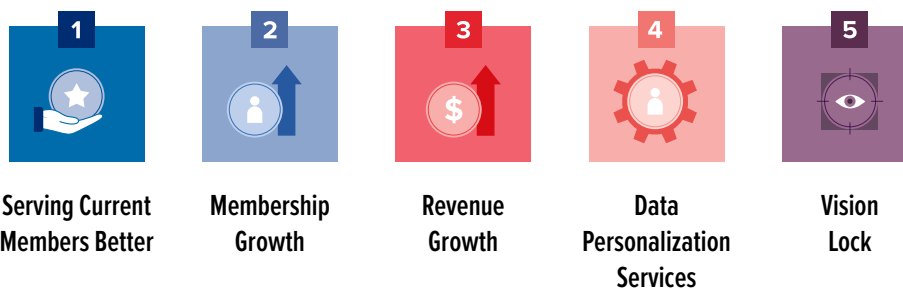 1
2
3
4
5
$
Serving Current
Members Better
Membership
Growth
Revenue
Growth
Data
Personalization
Services
Vision
Lock